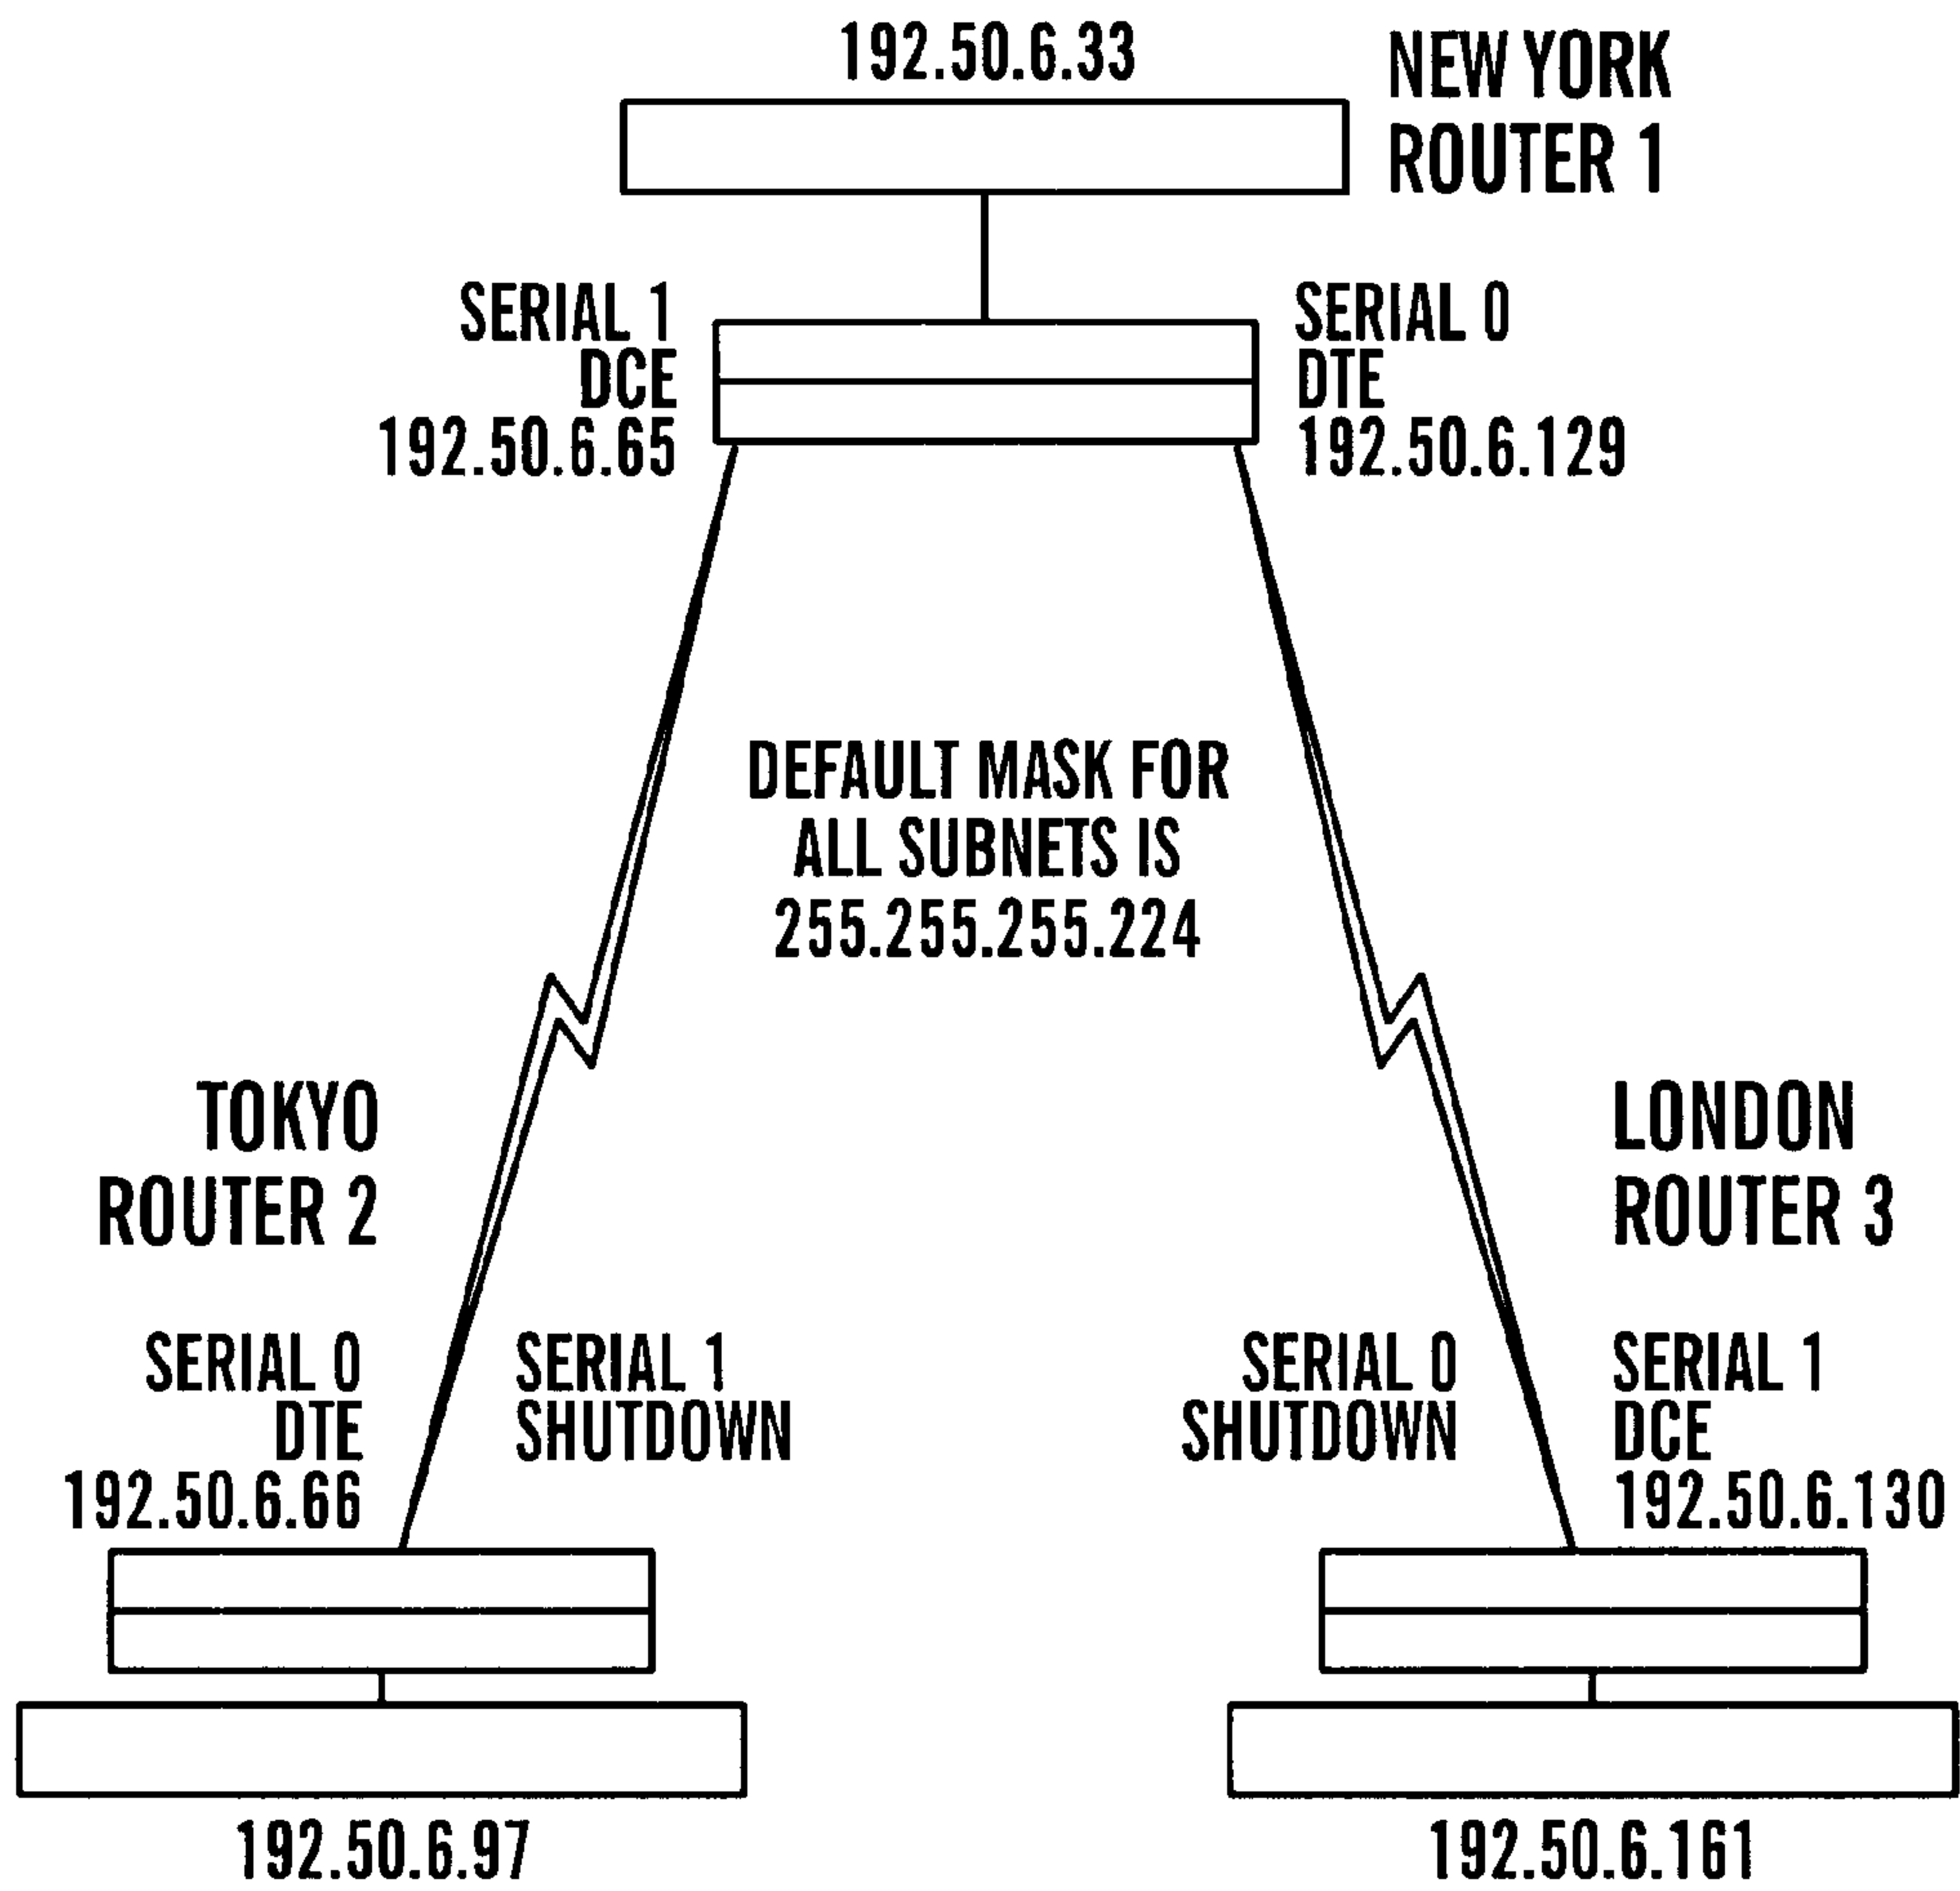 192.50.6.33
NEW YORK
ROUTER 1
SERIAL 1
DCE
192.50.6.65
SERIAL 0
DTE
192.50.6.129
DEFAULT MASK FOR
ALL SUBNETS IS
255.255.255.224
TOKYO
ROUTER 2
LONDON
ROUTER 3
SERIAL 0
DTE
192.50.6.66
SERIAL 1
SHUTDOWN
SERIAL 0
SHUTDOWN
SERIAL 1
DCE
192.50.6.130
192.50.6.97
192.50.6.161